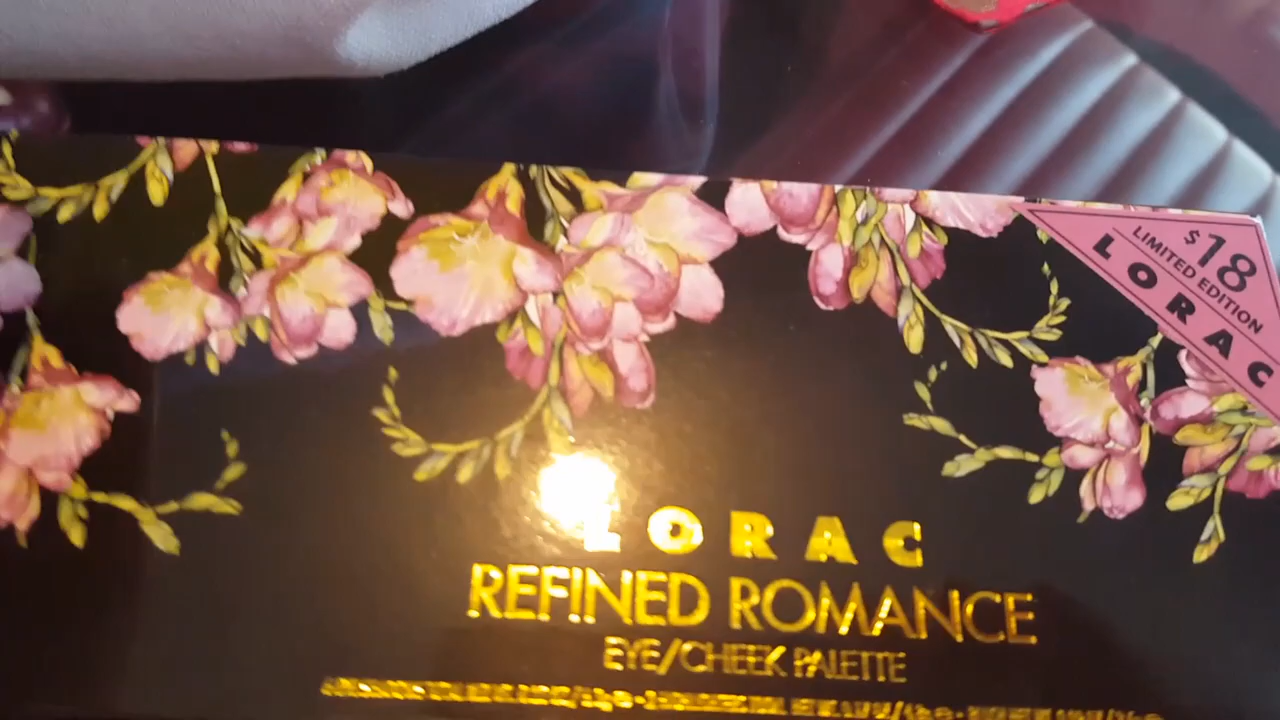 $18
LIMITED EDITION
LORAC
LORAC
REFINED ROMANCE
EYE/CHEEK PALETTE